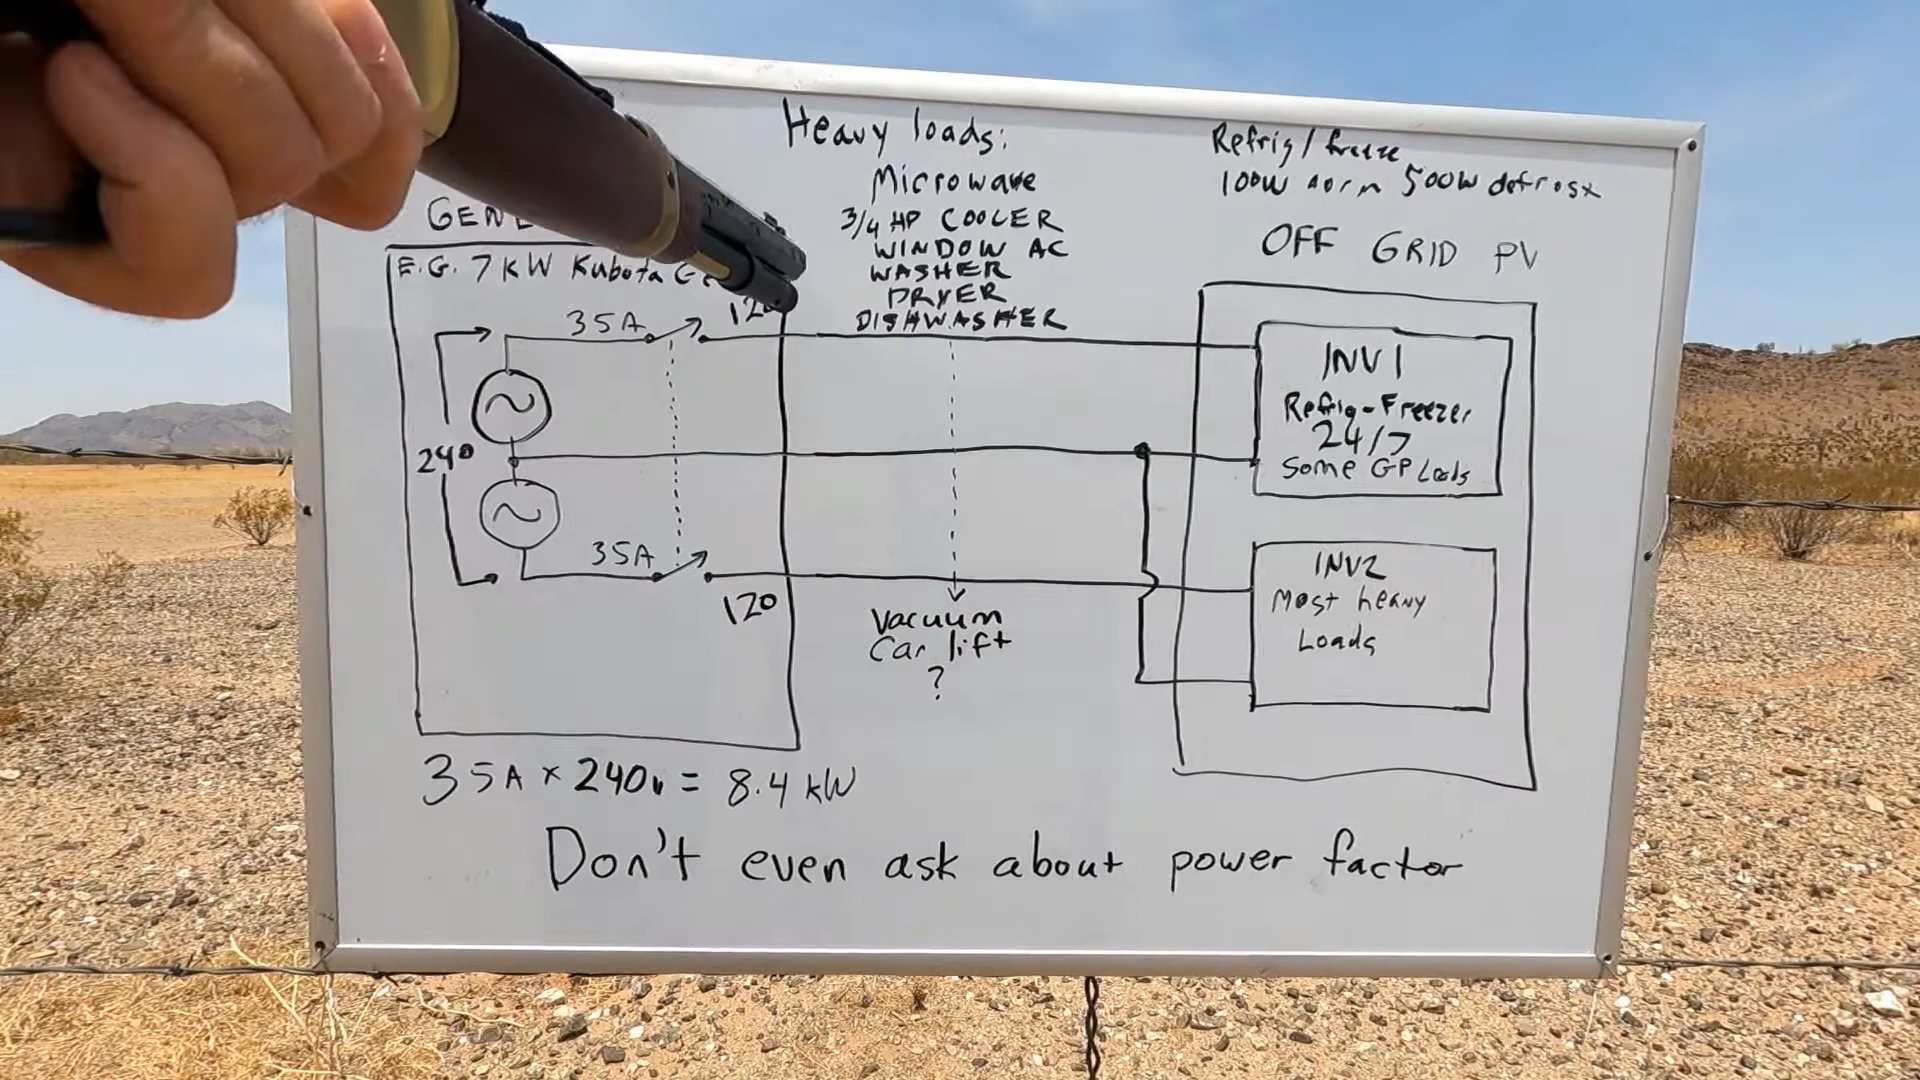 Heavy loads:
Microwave
3/4 HP COOLER
WINDOW AC
WASHER
DRYER
DISHWASHER
Refrig/freeze
100W norm 500W defrost
OFF GRID PV
E.G. 7KW Kubota
35A
120
240
35A
120
Vacuum
Car lift
?
INV1
Refrig-Freezer
24/7
Some GP Loads
INV2
Most heavy
Loads
35A x 240v = 8.4 kW
Don't even ask about power factor